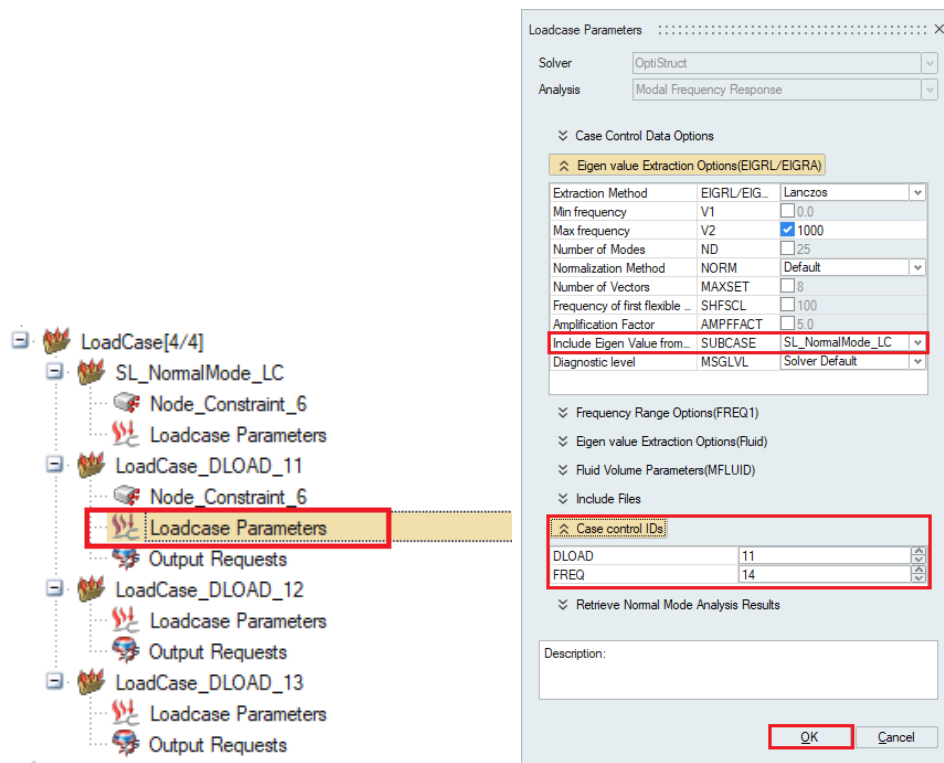 LoadCase[4/4]
SL_NormalMode_LC
Node_Constraint_6
Loadcase Parameters
LoadCase_DLOAD_11
Node_Constraint_6
Loadcase Parameters
Output Requests
LoadCase_DLOAD_12
Loadcase Parameters
Output Requests
LoadCase_DLOAD_13
Loadcase Parameters
Output Requests
Loadcase Parameters
Solver OptiStruct
Analysis Modal Frequency Response
Case Control Data Options
Eigen value Extraction Options(EIGRL/EIGRA)
Extraction Method EIGRL/EIG... Lanczos
Min frequency V1 0.0
Max frequency V2 1000
Number of Modes ND 25
Normalization Method NORM Default
Number of Vectors MAXSET 8
Frequency of first flexible ... SHFSCL 100
Amplification Factor AMPFFACT 5.0
Include Eigen Value from... SUBCASE SL_NormalMode_LC
Diagnostic level MSGLVL Solver Default
Frequency Range Options(FREQ1)
Eigen value Extraction Options(Fluid)
Fluid Volume Parameters(MFLUID)
Include Files
Case control IDs
DLOAD 11
FREQ 14
Retrieve Normal Mode Analysis Results
Description:
OK Cancel